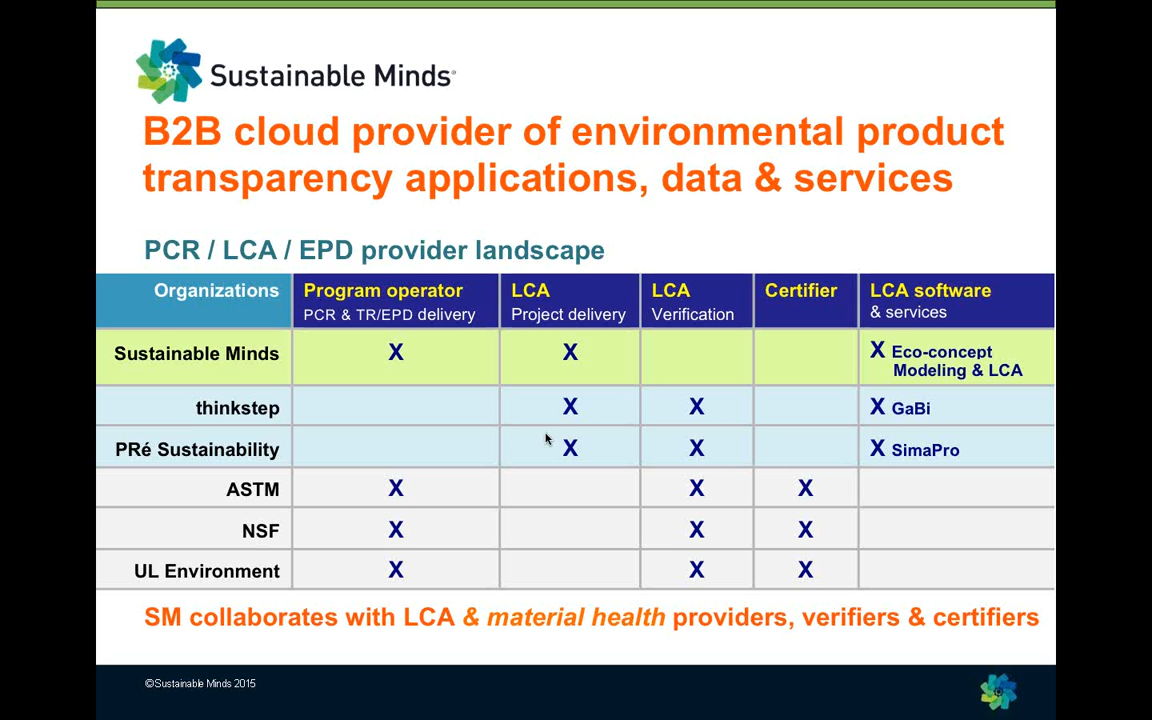 Sustainable Minds®
B2B cloud provider of environmental product
transparency applications, data & services
PCR / LCA / EPD provider landscape
Organizations Program operator LCA LCA Certifier LCA software
PCR & TR/EPD delivery Project delivery Verification & services
Sustainable Minds X X X Eco-concept
Modeling & LCA
thinkstep X X X GaBi
PRé Sustainability X X X SimaPro
ASTM X X X
NSF X X X
UL Environment X X X
SM collaborates with LCA & material health providers, verifiers & certifiers
©Sustainable Minds 2015